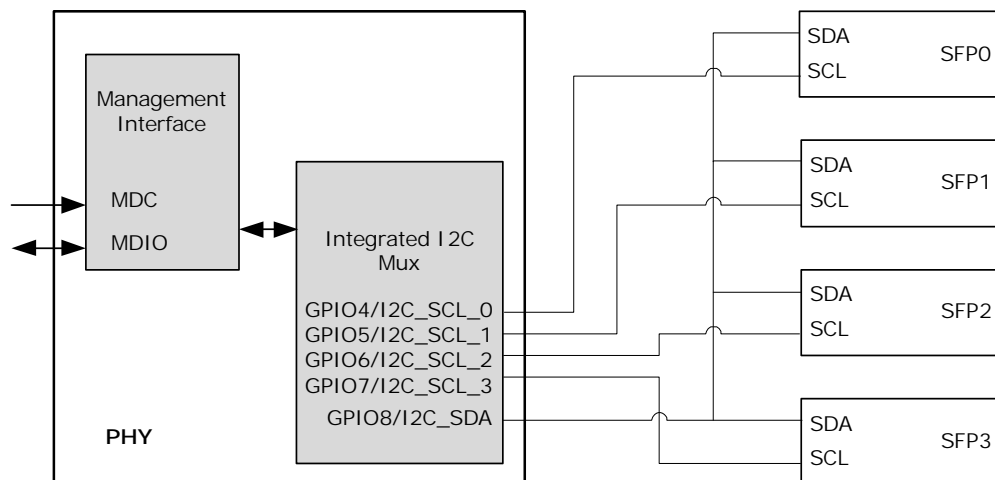 Management
Interface
MDC
MDIO
PHY
Integrated I2C
Mux
GPIO4/I2C_SCL_0
GPIO5/I2C_SCL_1
GPIO6/I2C_SCL_2
GPIO7/I2C_SCL_3
GPIO8/I2C_SDA
SDA
SCL
SFP0
SDA
SCL
SFP1
SDA
SCL
SFP2
SDA
SCL
SFP3